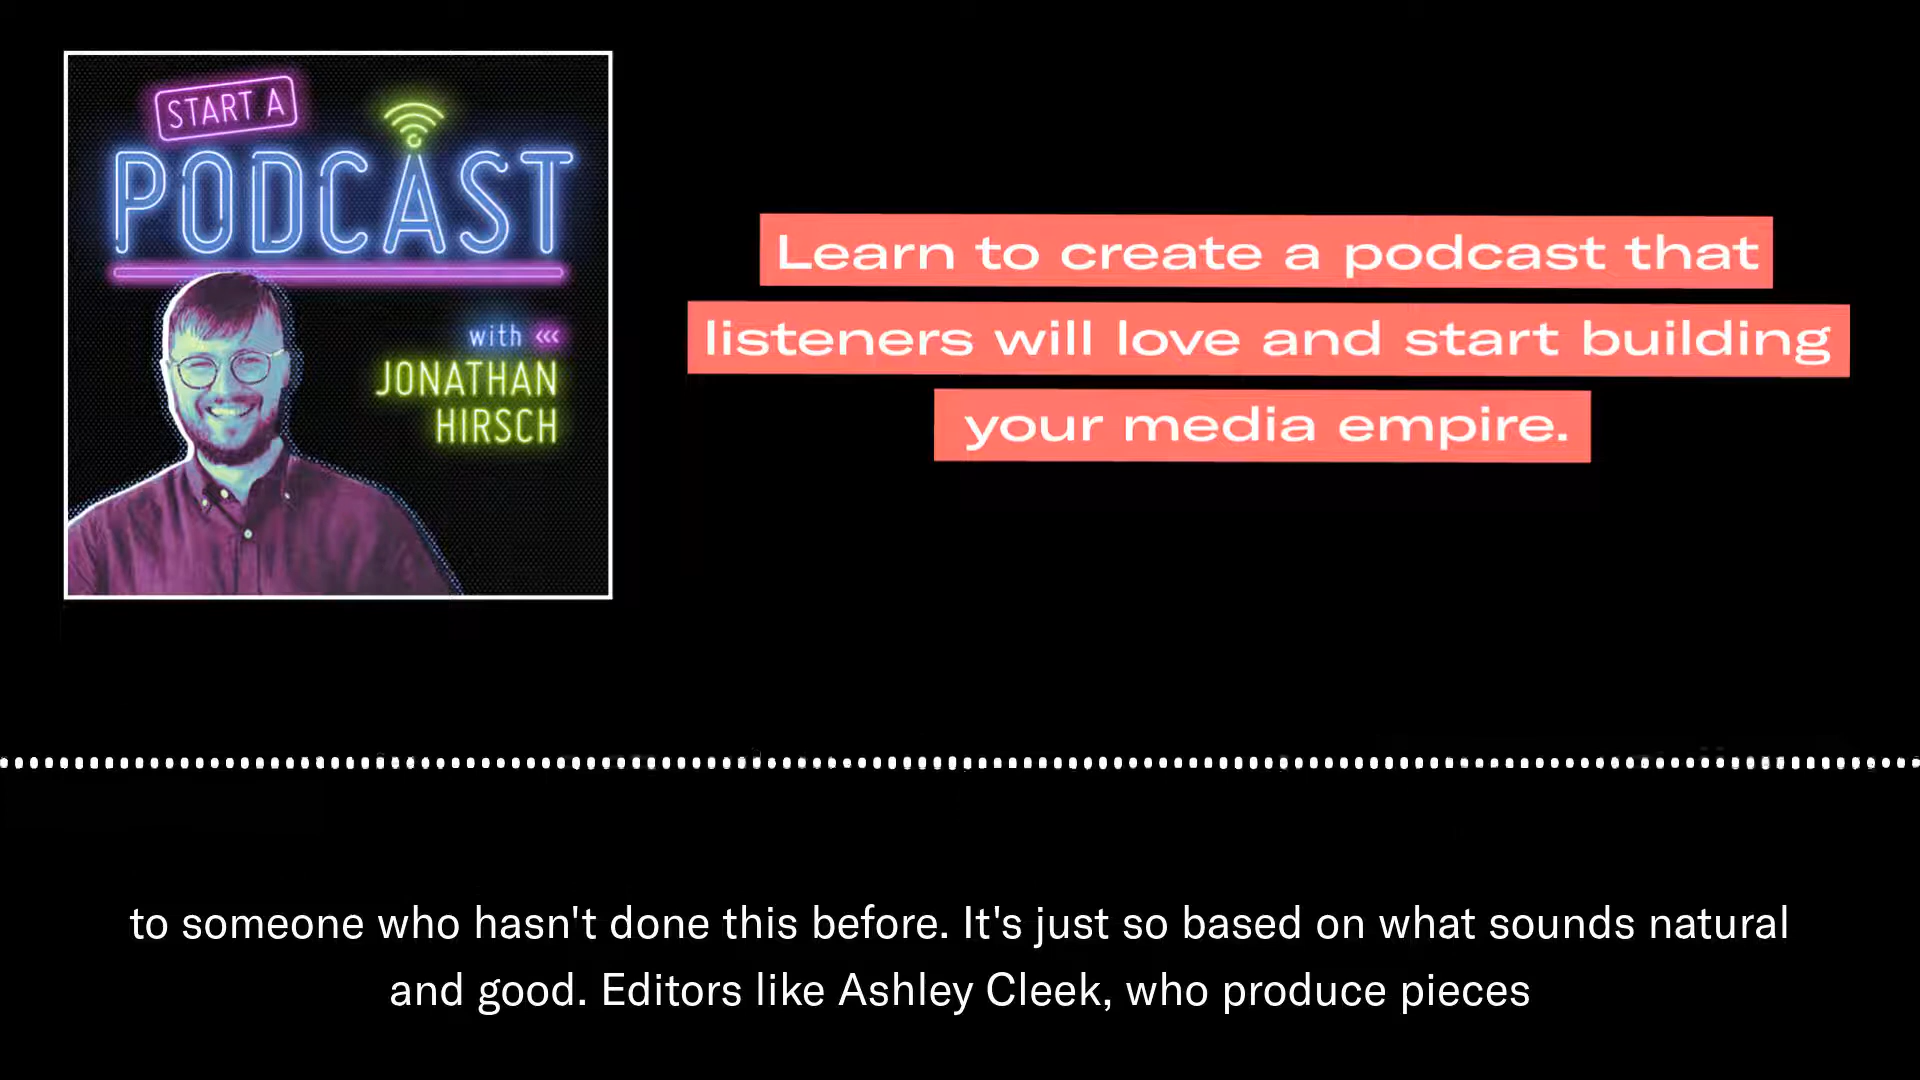 START A
PODCAST
with
JONATHAN
HIRSCH
Learn to create a podcast that
listeners will love and start building
your media empire.
to someone who hasn't done this before. It's just so based on what sounds natural
and good. Editors like Ashley Cleek, who produce pieces